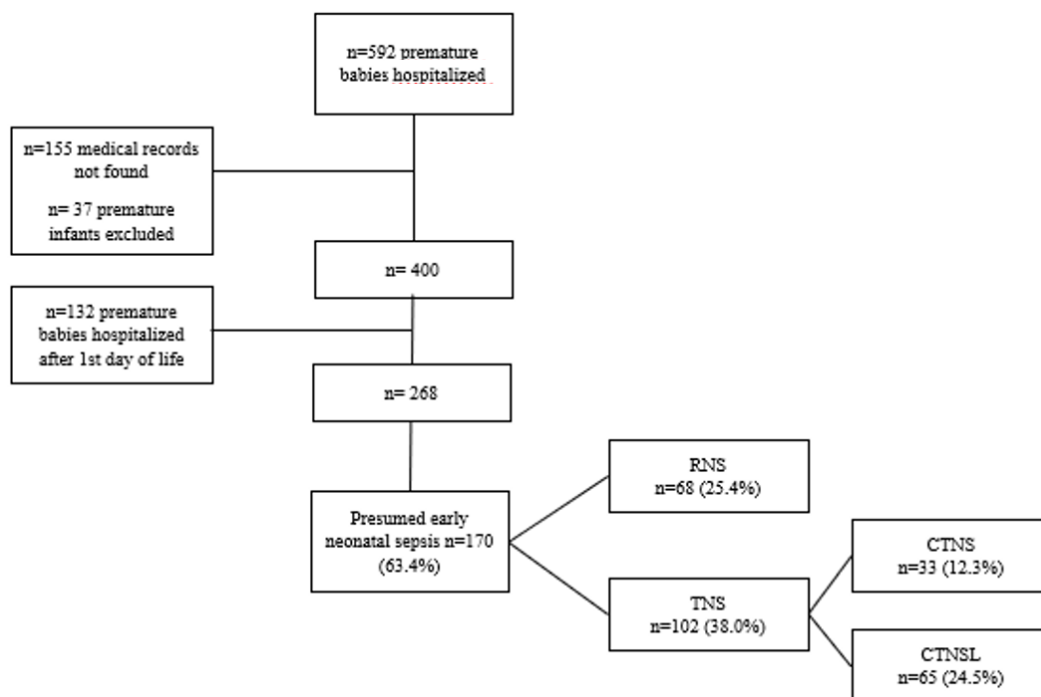 n=592 premature
babies hospitalized
n=155 medical records
not found
n= 37 premature
infants excluded
n= 400
n=132 premature
babies hospitalized
after 1st day of life
n= 268
Presumed early
neonatal sepsis n=170
(63.4%)
RNS
n=68 (25.4%)
TNS
n=102 (38.0%)
CTNS
n=33 (12.3%)
CTNSL
n=65 (24.5%)